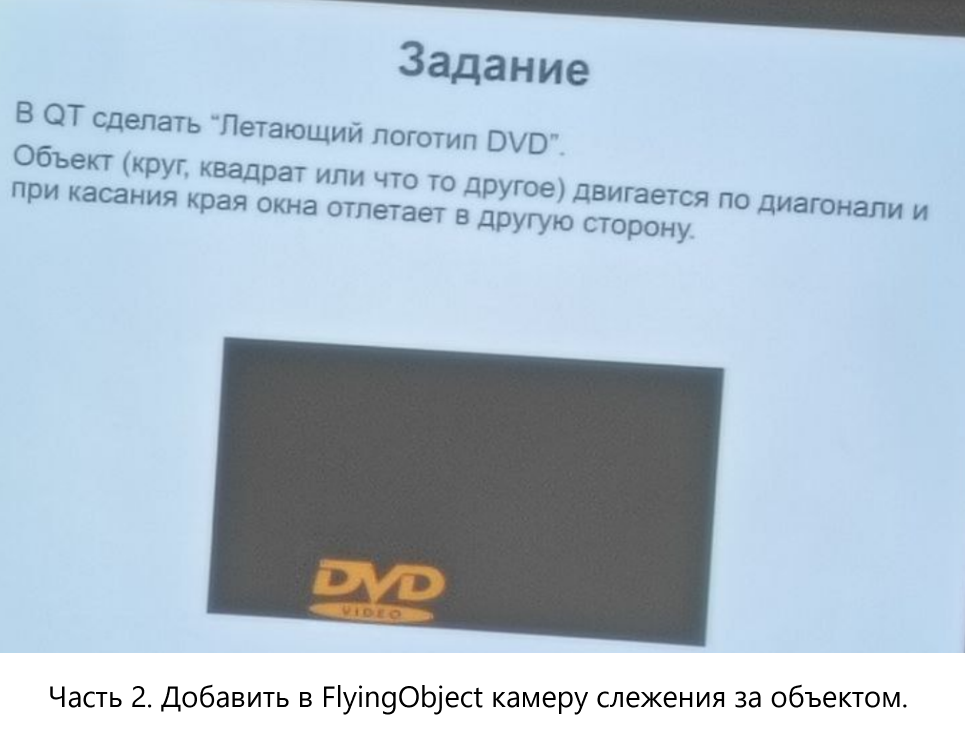 Задание
В QT сделать “Летающий логотип DVD”.
Объект (круг, квадрат или что то другое) двигается по диагонали и
при касания края окна отлетает в другую сторону.
DVD
VIDEO
Часть 2. Добавить в FlyingObject камеру слежения за объектом.